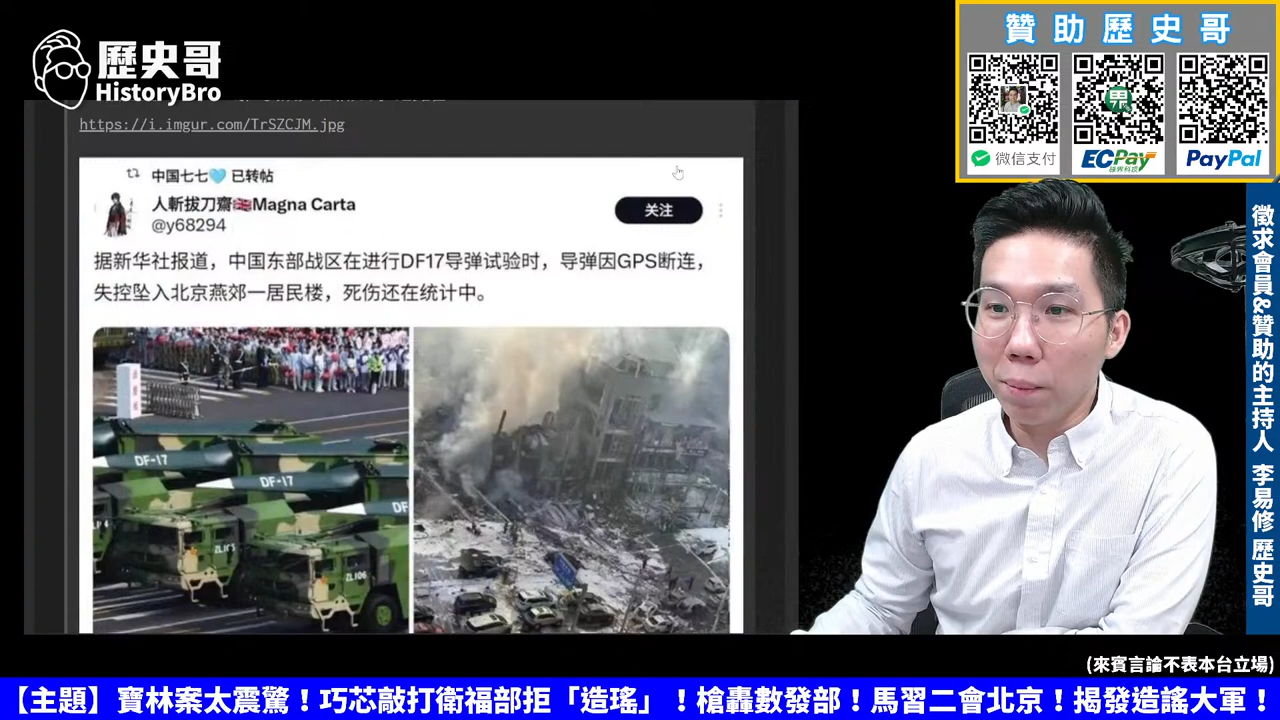 歷史哥
HistoryBro
贊助歷史哥
微信支付
ECPay
綠界科技
PayPal
https://i.imgur.com/TrSZCJM.jpg
中国七七🩵 已转帖
人斬拔刀齋🇬🇧Magna Carta
@y68294
关注
据新华社报道，中国东部战区在进行DF17导弹试验时，导弹因GPS断连，
失控坠入北京燕郊一居民楼，死伤还在统计中。
DF-17
DF-17
DF
ZL105
ZL106
徵求會員&贊助的主持人 李易修 歷史哥
(來賓言論不表本台立場)
【主題】寶林案太震驚！巧芯敲打衛福部拒「造瑤」！槍轟數發部！馬習二會北京！揭發造謠大軍！